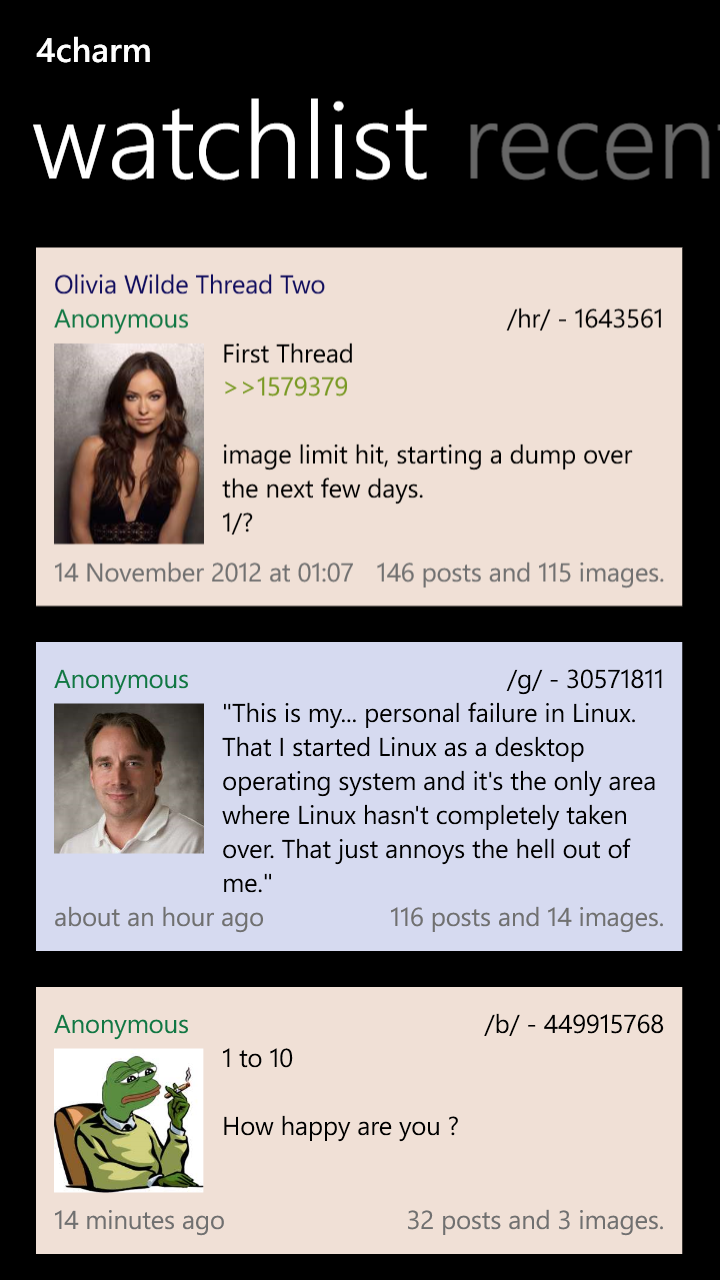 4charm
watchlist recent
Olivia Wilde Thread Two
Anonymous /hr/ - 1643561
First Thread
>>1579379
image limit hit, starting a dump over
the next few days.
1/?
14 November 2012 at 01:07 146 posts and 115 images.
Anonymous /g/ - 30571811
"This is my... personal failure in Linux.
That I started Linux as a desktop
operating system and it's the only area
where Linux hasn't completely taken
over. That just annoys the hell out of
me."
about an hour ago 116 posts and 14 images.
Anonymous /b/ - 449915768
1 to 10
How happy are you ?
14 minutes ago 32 posts and 3 images.